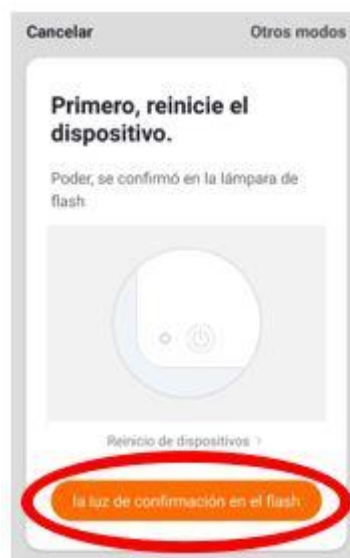 Cancelar Otros modos
Primero, reinicie el
dispositivo.
Poder, se confirmó en la lámpara de
flash
Reinicio de dispositivos >
la luz de confirmación en el flash